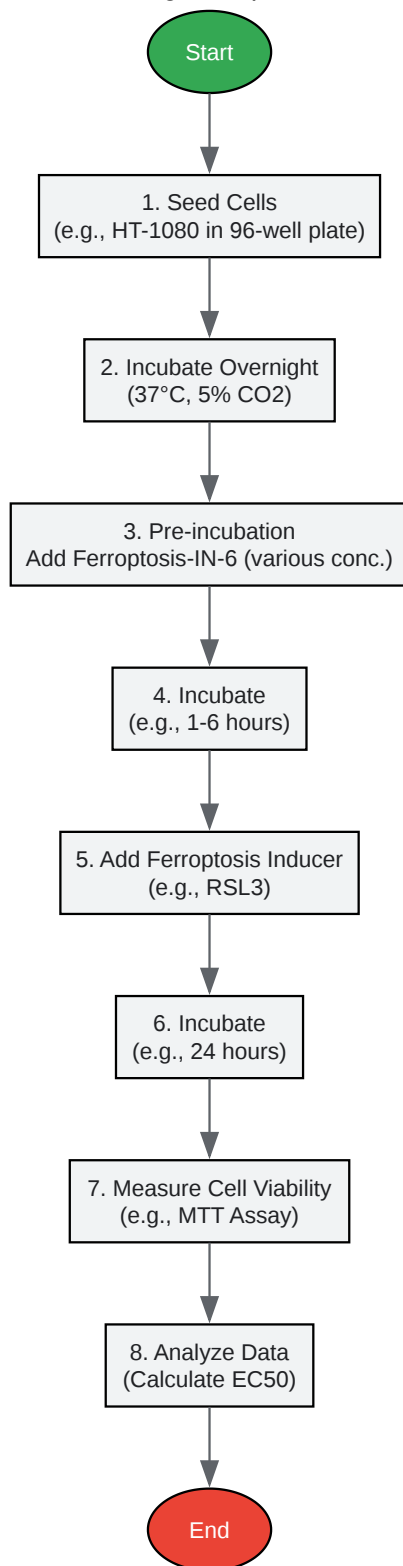 Start
1. Seed Cells
(e.g., HT-1080 in 96-well plate)
2. Incubate Overnight
(37°C, 5% CO2)
3. Pre-incubation
Add Ferroptosis-IN-6 (various conc.)
4. Incubate
(e.g., 1-6 hours)
5. Add Ferroptosis Inducer
(e.g., RSL3)
6. Incubate
(e.g., 24 hours)
7. Measure Cell Viability
(e.g., MTT Assay)
8. Analyze Data
(Calculate EC50)
End